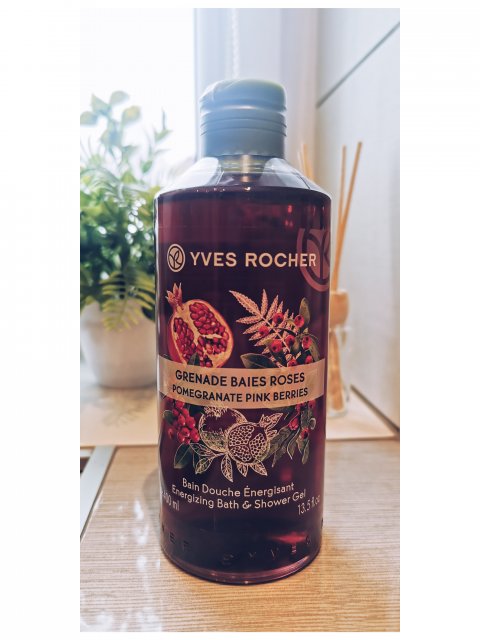 YVES ROCHER
GRENADE BAIES ROSES
POMEGRANATE PINK BERRIES
Bain Douche Énergisant
Energizing Bath & Shower Gel
ml 13.5 fl.oz